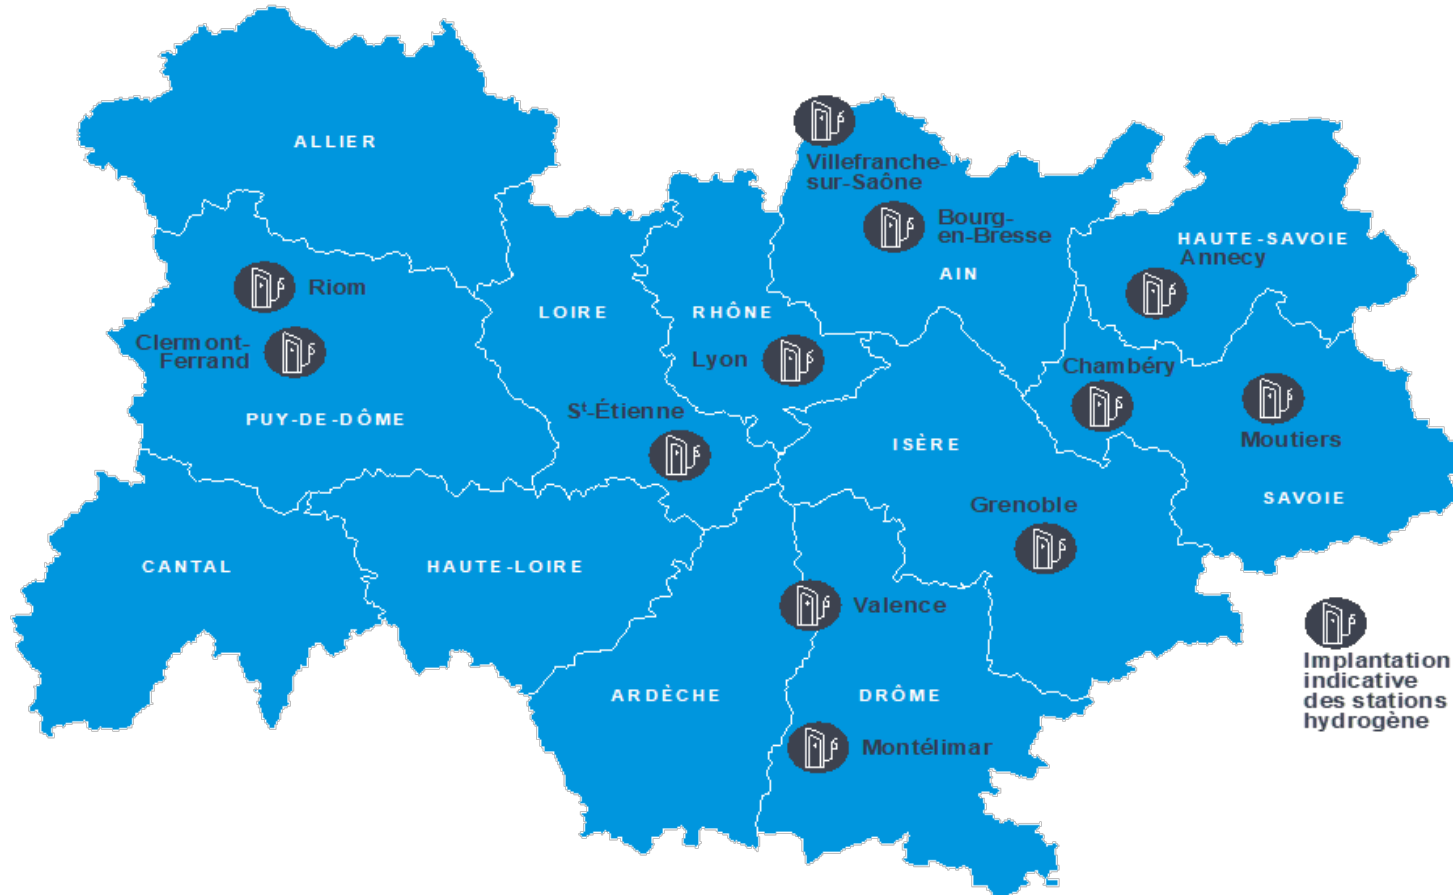 ALLIER
Villefranche-
sur-Saône
Bourg-
en-Bresse
HAUTE-SAVOIE
Annecy
AIN
Riom
LOIRE
RHÔNE
Clermont-
Ferrand
Lyon
Chambéry
PUY-DE-DÔME
St-Étienne
ISÈRE
Moutiers
Grenoble
SAVOIE
CANTAL
HAUTE-LOIRE
Valence
ARDÈCHE
DRÔME
Montélimar
Implantation
indicative
des stations
hydrogène